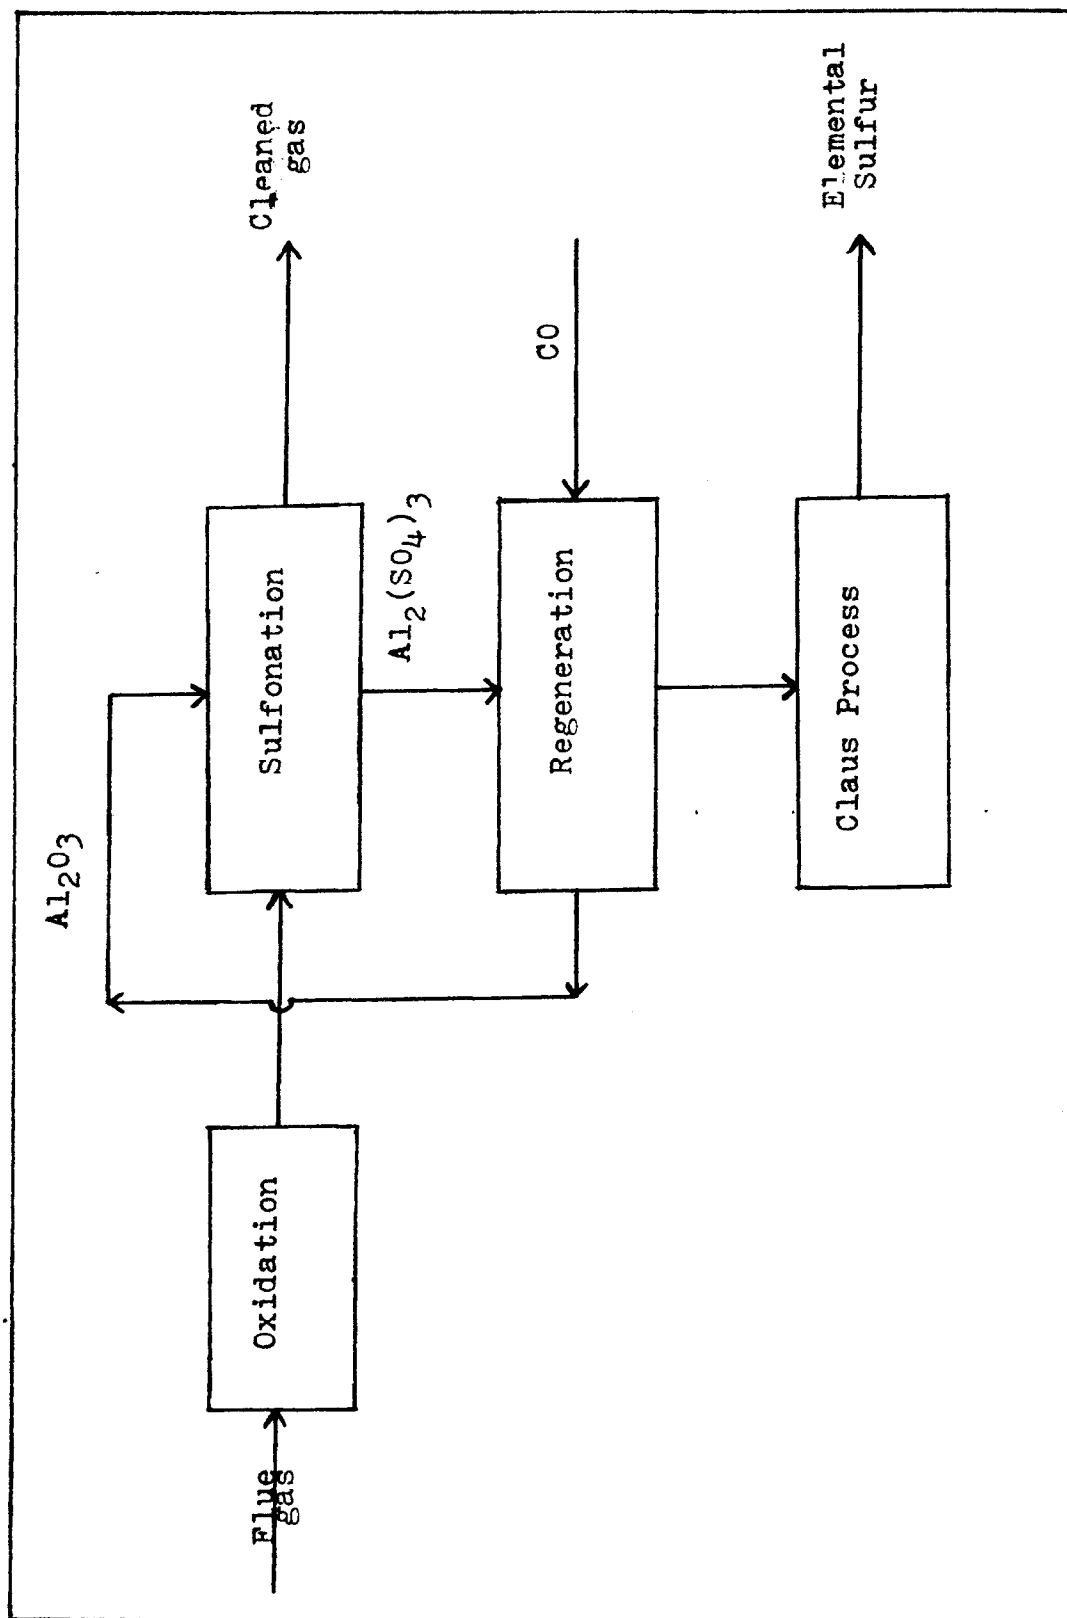 Flue
gas
Oxidation
Al₂O₃
Sulfonation
Cleaned
gas
Al₂(SO₄)₃
Regeneration
CO
Claus Process
Elemental
Sulfur